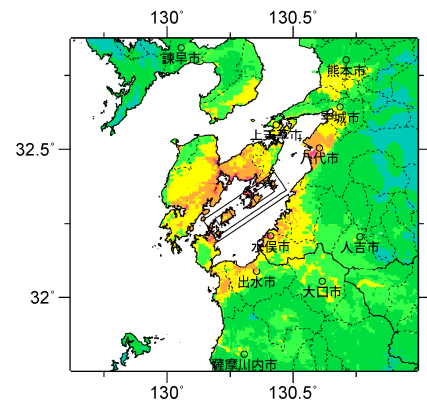 130˚ 130.5˚
諫早市
熊本市
宇城市
上天草市
32.5˚
八代市
水俣市 人吉市
出水市
大口市
32˚
薩摩川内市
130˚ 130.5˚